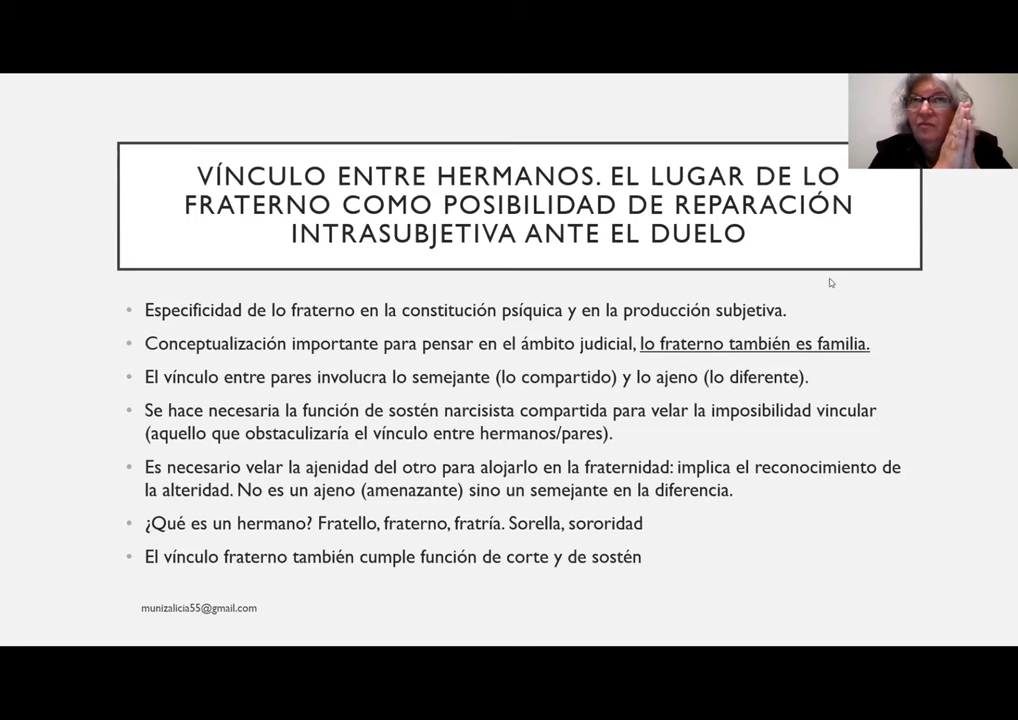 VÍNCULO ENTRE HERMANOS. EL LUGAR DE LO
FRATERNO COMO POSIBILIDAD DE REPARACIÓN
INTRASUBJETIVA ANTE EL DUELO
• Especificidad de lo fraterno en la constitución psíquica y en la producción subjetiva.
• Conceptualización importante para pensar en el ámbito judicial, lo fraterno también es familia.
• El vínculo entre pares involucra lo semejante (lo compartido) y lo ajeno (lo diferente).
• Se hace necesaria la función de sostén narcisista compartida para velar la imposibilidad vincular
(aquello que obstaculizaría el vínculo entre hermanos/pares).
• Es necesario velar la ajenidad del otro para alojarlo en la fraternidad: implica el reconocimiento de
la alteridad. No es un ajeno (amenazante) sino un semejante en la diferencia.
• ¿Qué es un hermano? Fratello, fraterno, fratría. Sorella, sororidad
• El vínculo fraterno también cumple función de corte y de sostén
munizalicia55@gmail.com